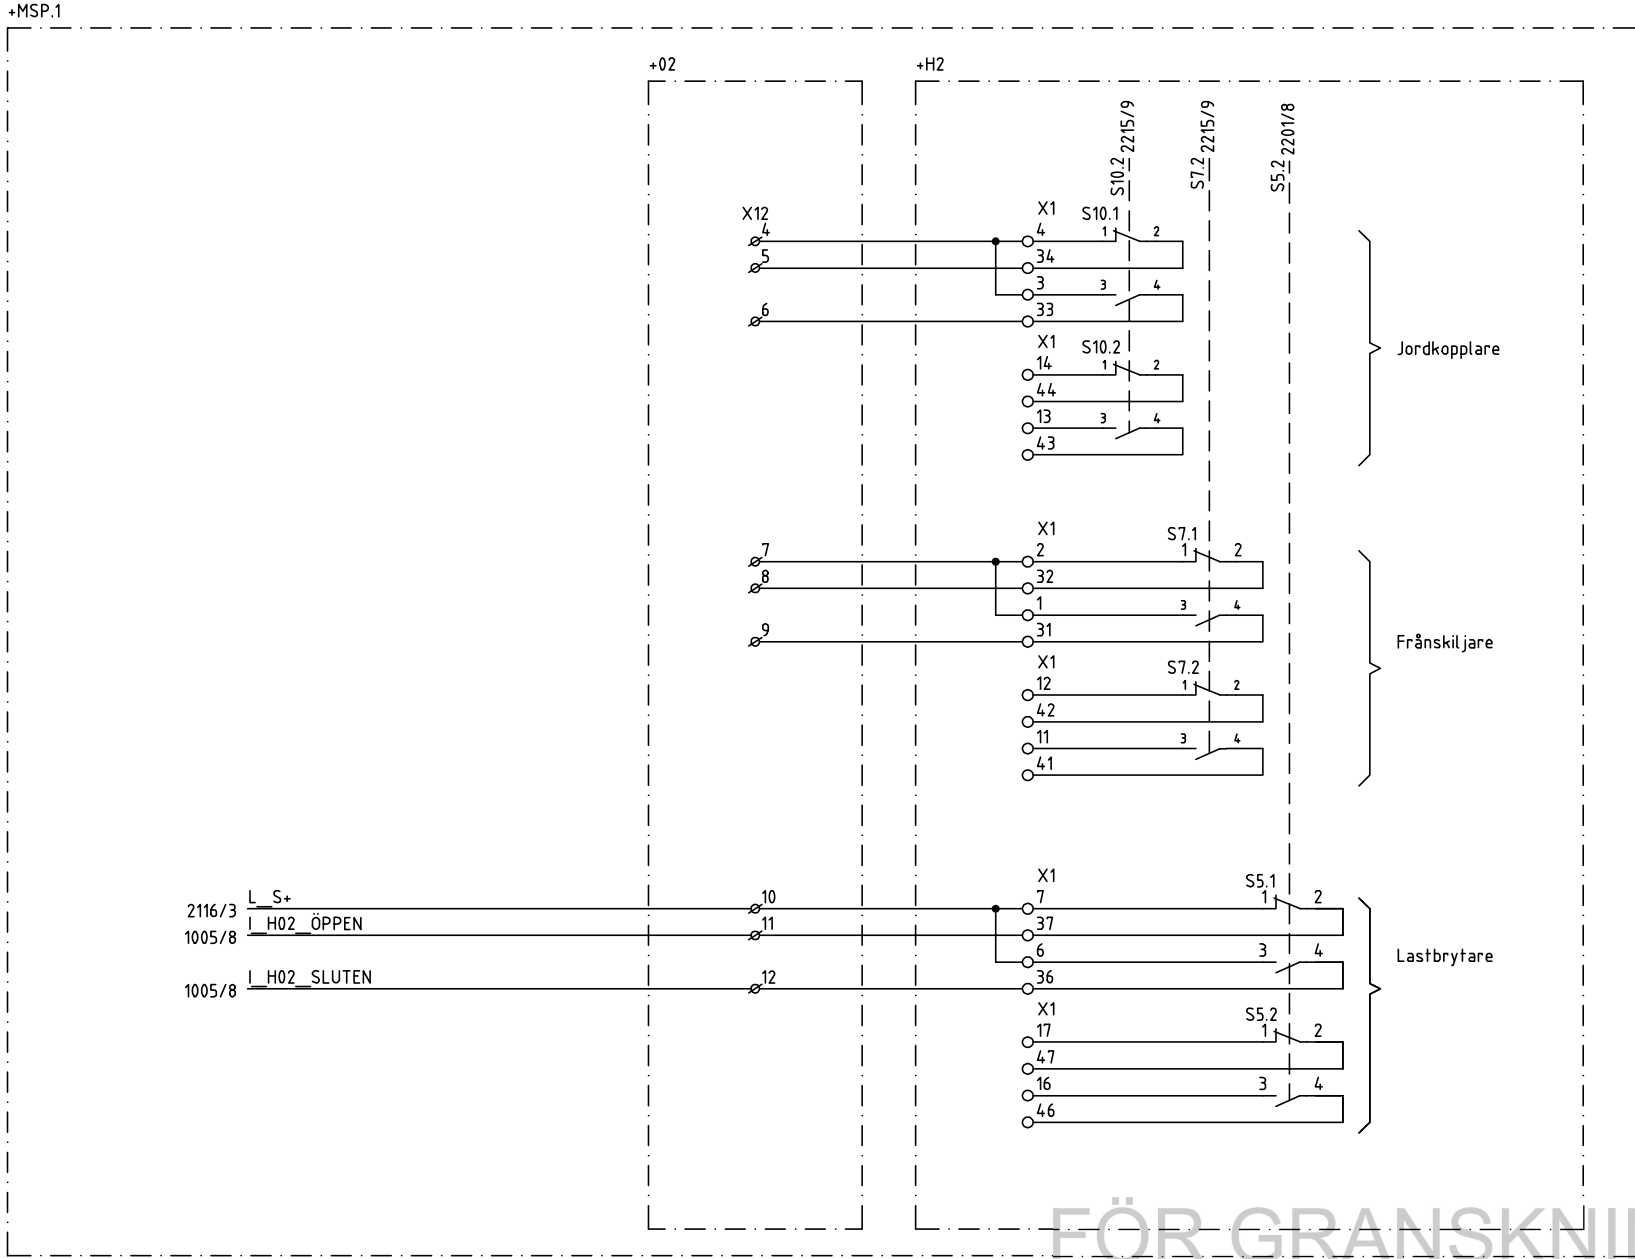 +MSP.1
+02
+H2
S10.2 2215/9
S7.2 2215/9
S5.2 2201/8
X12
X1
S10.1
4
4
1
2
5
34
3
3
4
6
33
X1
S10.2
14
1
2
44
13
3
4
43
Jordkopplare
X1
S7.1
7
2
1
2
8
32
1
3
4
9
31
X1
S7.2
12
1
2
42
11
3
4
41
Frånskiljare
X1
S5.1
2116/3
L__S+
10
7
1
2
1005/8
I__H02__ÖPPEN
11
37
6
3
4
1005/8
I__H02__SLUTEN
12
36
X1
S5.2
17
1
2
47
16
3
4
46
Lastbrytare
FÖR GRANSKNI